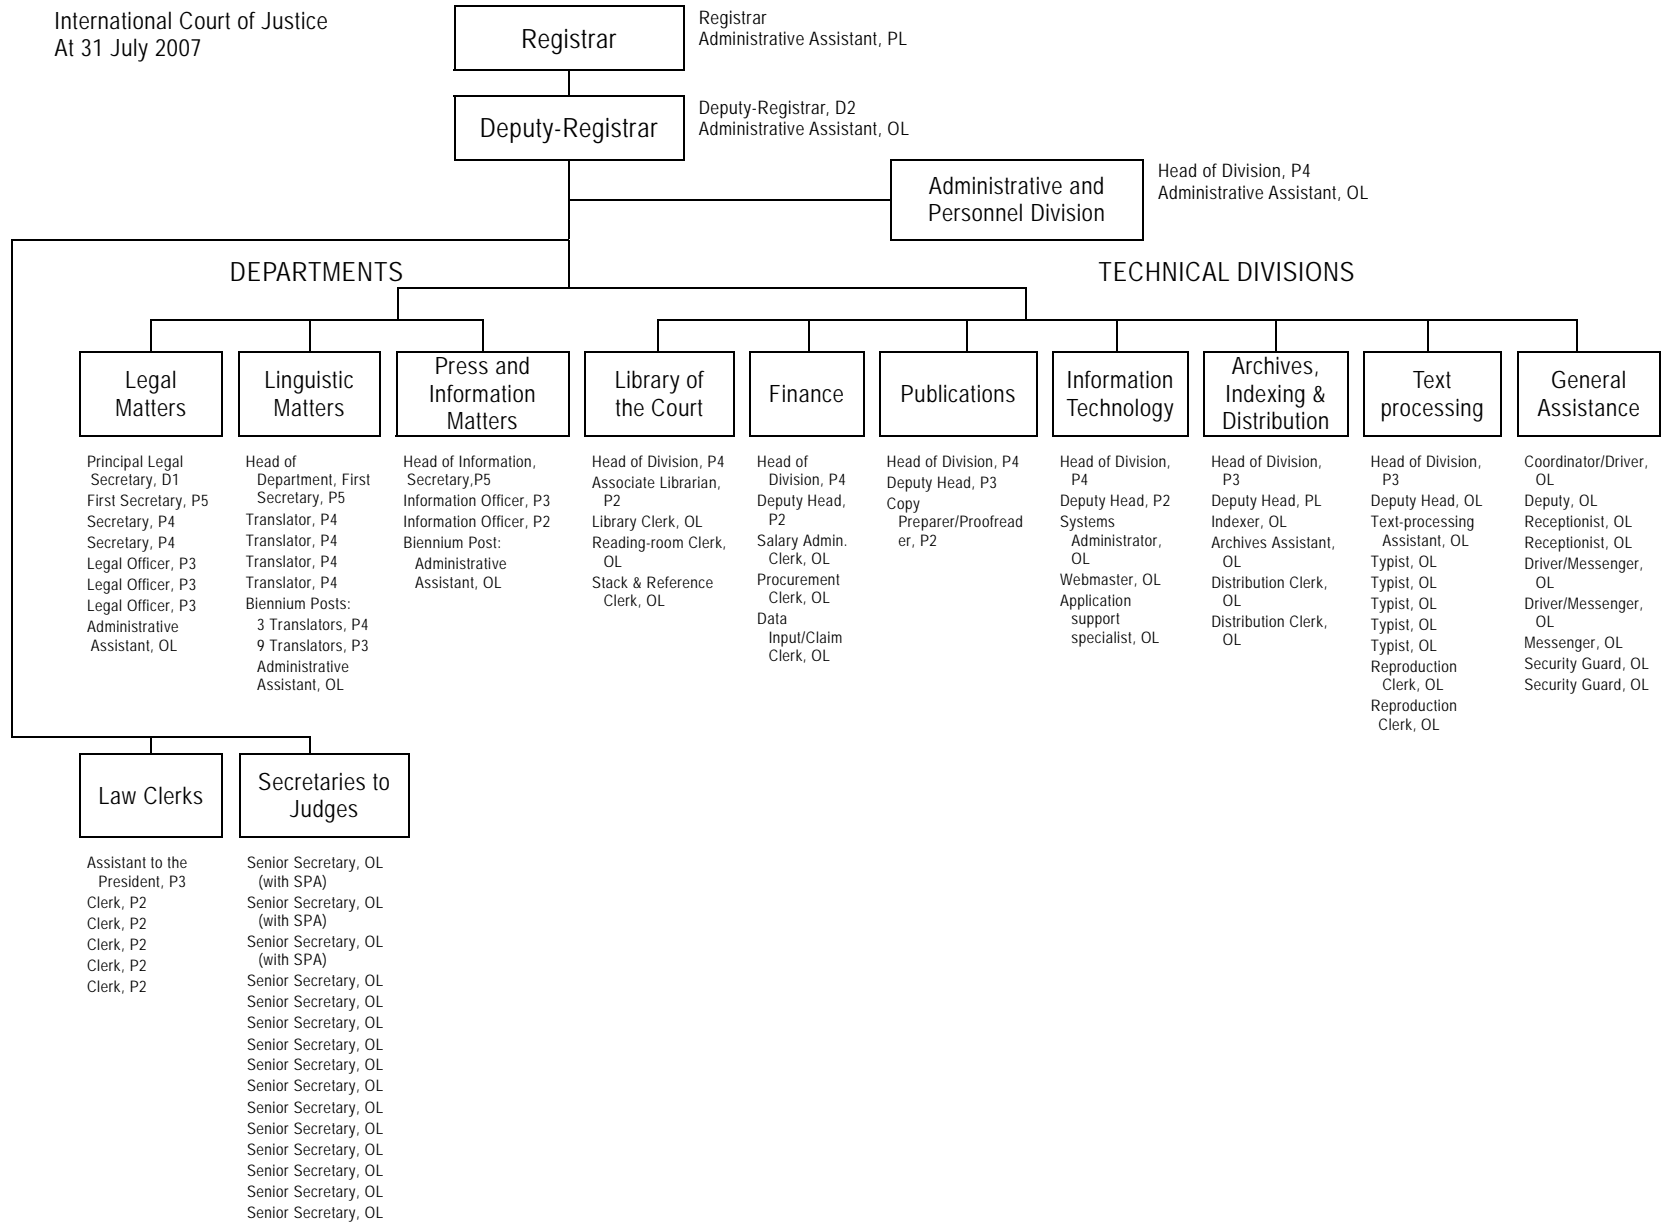 International Court of Justice
At 31 July 2007
Registrar
Registrar
Administrative Assistant, PL
Deputy-Registrar
Deputy-Registrar, D2
Administrative Assistant, OL
Administrative and
Personnel Division
Head of Division, P4
Administrative Assistant, OL
DEPARTMENTS
TECHNICAL DIVISIONS
Legal
Matters
Principal Legal
Secretary, D1
First Secretary, P5
Secretary, P4
Secretary, P4
Legal Officer, P3
Legal Officer, P3
Legal Officer, P3
Administrative
Assistant, OL
Linguistic
Matters
Head of
Department, First
Secretary, P5
Translator, P4
Translator, P4
Translator, P4
Translator, P4
Biennium Posts:
3 Translators, P4
9 Translators, P3
Administrative
Assistant, OL
Press and
Information
Matters
Head of Information,
Secretary,P5
Information Officer, P3
Information Officer, P2
Biennium Post:
Administrative
Assistant, OL
Library of
the Court
Head of Division, P4
Associate Librarian,
P2
Library Clerk, OL
Reading-room Clerk,
OL
Stack & Reference
Clerk, OL
Finance
Head of
Division, P4
Deputy Head,
P2
Salary Admin.
Clerk, OL
Procurement
Clerk, OL
Data
Input/Claim
Clerk, OL
Publications
Head of Division, P4
Deputy Head, P3
Copy
Preparer/Proofread
er, P2
Information
Technology
Head of Division,
P4
Deputy Head, P2
Systems
Administrator,
OL
Webmaster, OL
Application
support
specialist, OL
Archives,
Indexing &
Distribution
Head of Division,
P3
Deputy Head, PL
Indexer, OL
Archives Assistant,
OL
Distribution Clerk,
OL
Distribution Clerk,
OL
Text
processing
Head of Division,
P3
Deputy Head, OL
Text-processing
Assistant, OL
Typist, OL
Typist, OL
Typist, OL
Typist, OL
Typist, OL
Reproduction
Clerk, OL
Reproduction
Clerk, OL
General
Assistance
Coordinator/Driver,
OL
Deputy, OL
Receptionist, OL
Receptionist, OL
Driver/Messenger,
OL
Driver/Messenger,
OL
Messenger, OL
Security Guard, OL
Security Guard, OL
Law Clerks
Assistant to the
President, P3
Clerk, P2
Clerk, P2
Clerk, P2
Clerk, P2
Clerk, P2
Secretaries to
Judges
Senior Secretary, OL
(with SPA)
Senior Secretary, OL
(with SPA)
Senior Secretary, OL
(with SPA)
Senior Secretary, OL
Senior Secretary, OL
Senior Secretary, OL
Senior Secretary, OL
Senior Secretary, OL
Senior Secretary, OL
Senior Secretary, OL
Senior Secretary, OL
Senior Secretary, OL
Senior Secretary, OL
Senior Secretary, OL
Senior Secretary, OL